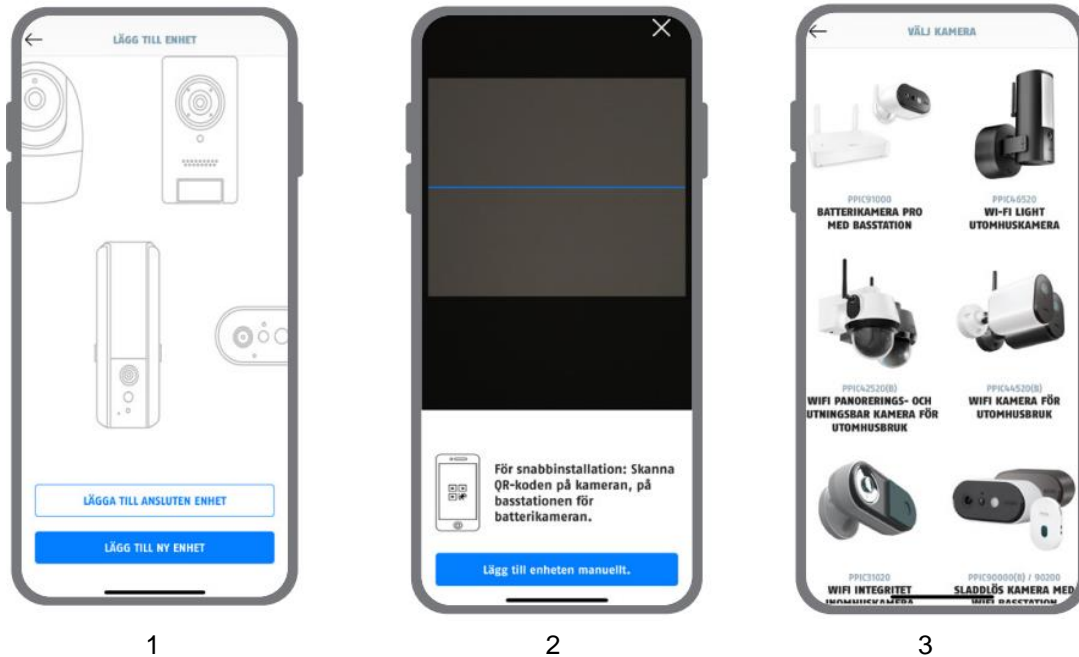 LÄGG TILL ENHET
LÄGGA TILL ANSLUTEN ENHET
LÄGG TILL NY ENHET
1
För snabbinstallation: Skanna
QR-koden på kameran, på
basstationen för
batterikameran.
Lägg till enheten manuellt.
2
VÄLJ KAMERA
PPIC91000
BATTERIKAMERA PRO
MED BASSTATION
PPIC46520
WI-FI LIGHT
UTOMHUSKAMERA
PPIC42520(B)
WIFI PANORERINGS- OCH
UTNINGSBAR KAMERA FÖR
UTOMHUSBRUK
PPIC44520(B)
WIFI KAMERA FÖR
UTOMHUSBRUK
PPIC31020
WIFI INTEGRITET
INOMHUSKAMERA
PPIC90000(B) / 90200
SLADDLÖS KAMERA MED
WIFI BASSTATION
3